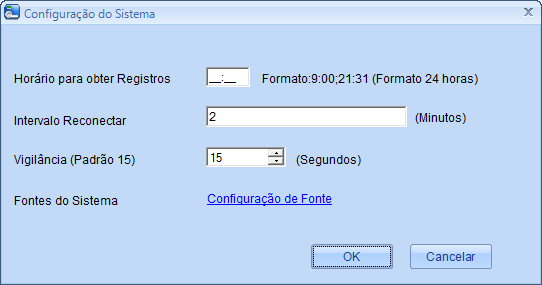 Configuração do Sistema
Horário para obter Registros __:__ Formato:9:00;21:31 (Formato 24 horas)
Intervalo Reconectar 2 (Minutos)
Vigilância (Padrão 15) 15 (Segundos)
Fontes do Sistema Configuração de Fonte
OK Cancelar